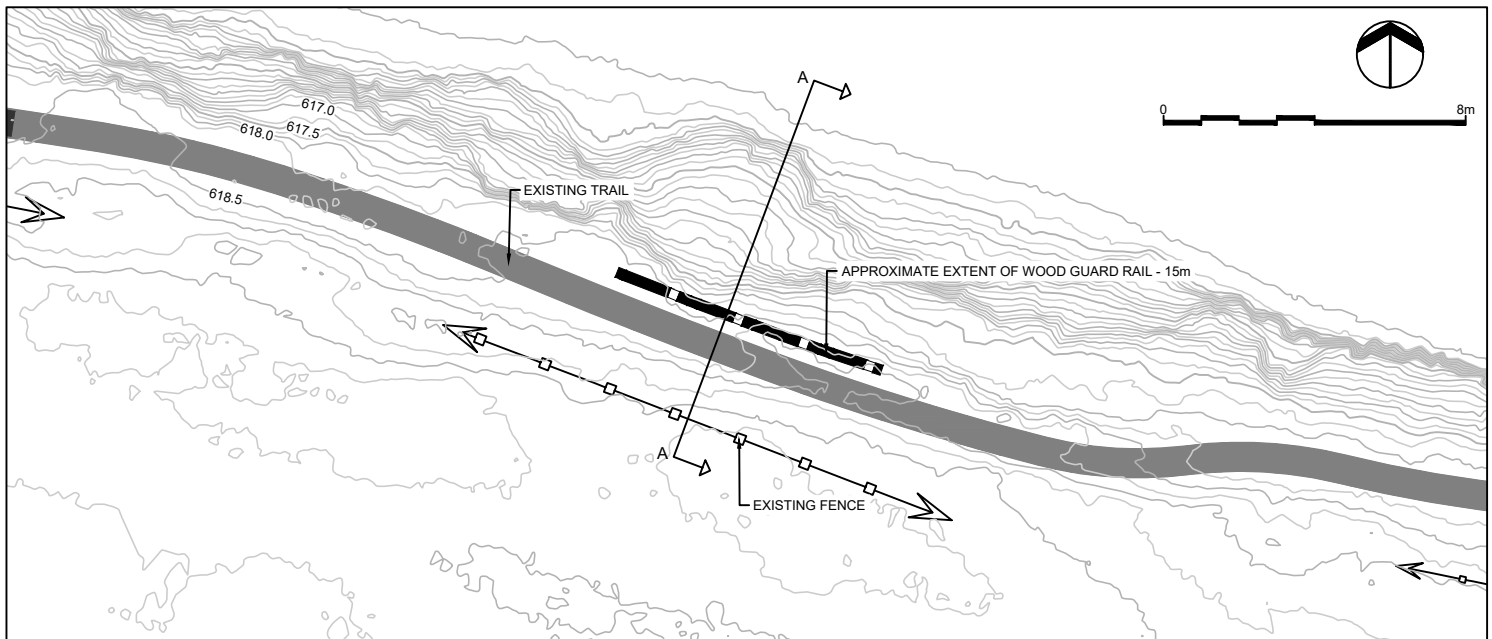 A
0
8m
617.0
617.5
618.0
EXISTING TRAIL
618.5
APPROXIMATE EXTENT OF WOOD GUARD RAIL - 15m
A
EXISTING FENCE